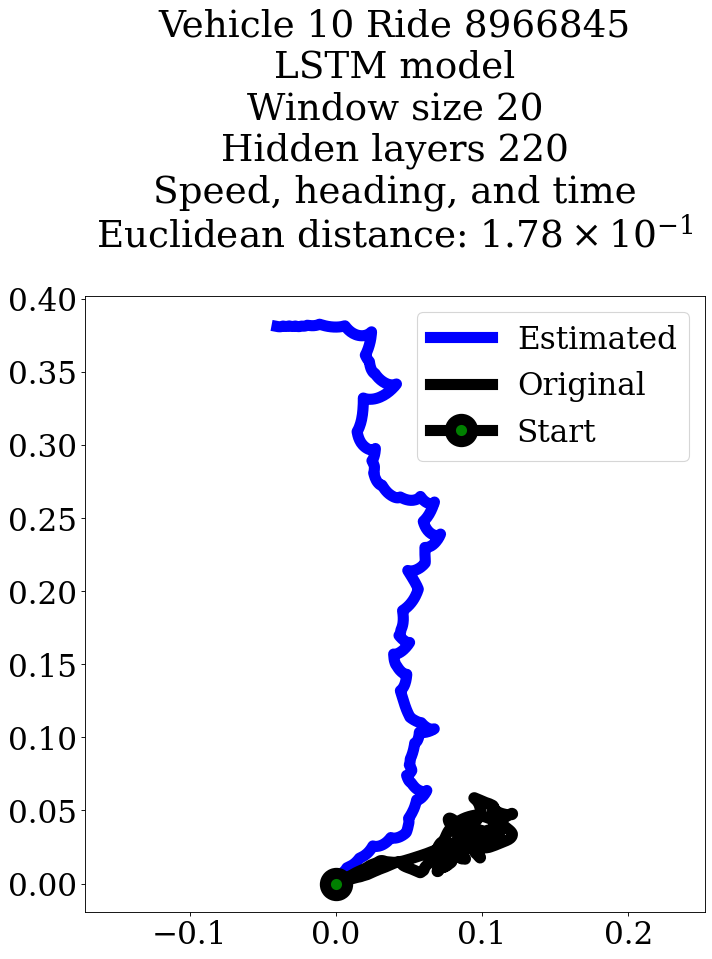 Vehicle 10 Ride 8966845
LSTM model
Window size 20
Hidden layers 220
Speed, heading, and time
Euclidean distance: 1.78 × 10⁻¹
0.40
0.35
0.30
0.25
0.20
0.15
0.10
0.05
0.00
Estimated
Original
Start
−0.1 0.0 0.1 0.2